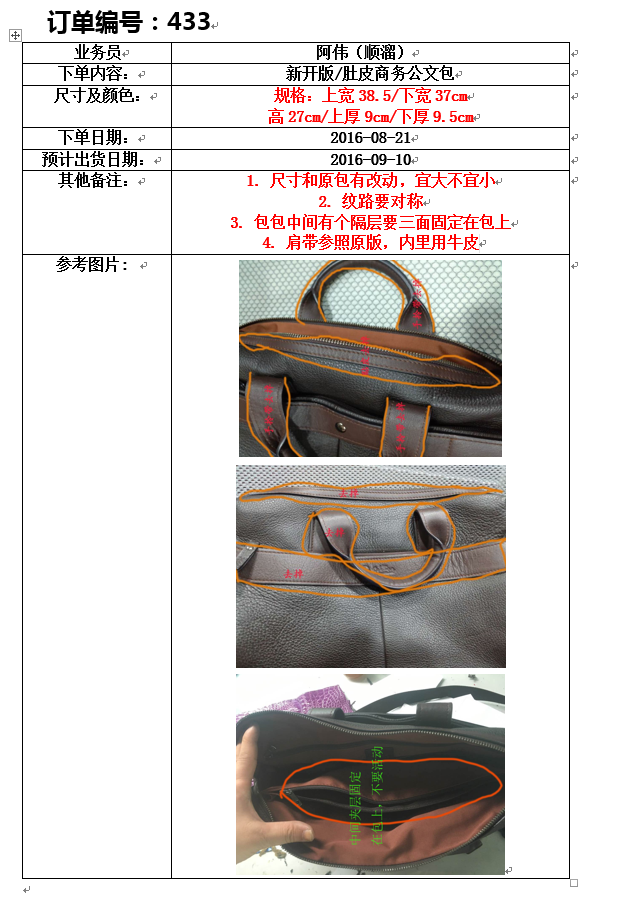 订单编号：433
业务员
阿伟（顺溜）
下单内容：
新开版/肚皮商务公文包
尺寸及颜色：
规格：上宽38.5/下宽37cm
高27cm/上厚9cm/下厚9.5cm
下单日期：
2016-08-21
预计出货日期：
2016-09-10
其他备注：
1. 尺寸和原包有改动，宜大不宜小
2. 纹路要对称
3. 包包中间有个隔层要三面固定在包上
4. 肩带参照原版，内里用牛皮
参考图片：
去掉
去掉
去掉
中间夹层固定
在包上，不要活动